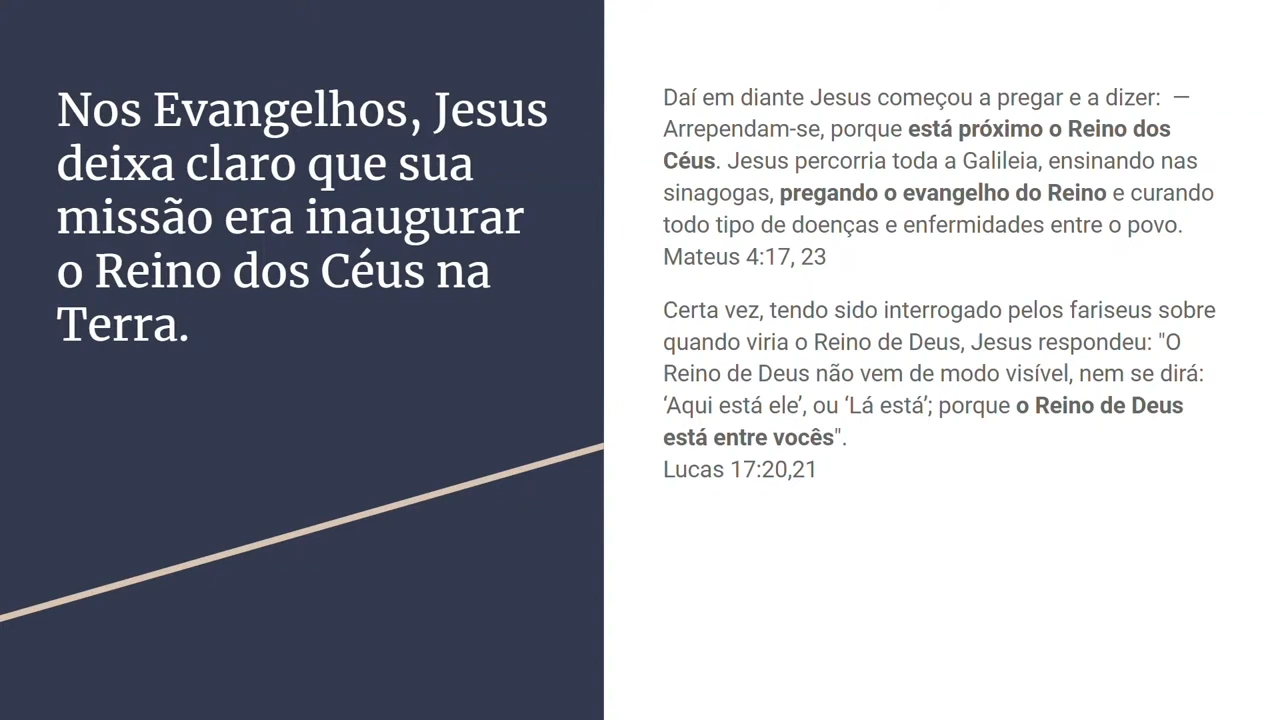 Nos Evangelhos, Jesus
deixa claro que sua
missão era inaugurar
o Reino dos Céus na
Terra.
Daí em diante Jesus começou a pregar e a dizer:  —
Arrependam-se, porque está próximo o Reino dos
Céus. Jesus percorria toda a Galileia, ensinando nas
sinagogas, pregando o evangelho do Reino e curando
todo tipo de doenças e enfermidades entre o povo.
Mateus 4:17, 23
Certa vez, tendo sido interrogado pelos fariseus sobre
quando viria o Reino de Deus, Jesus respondeu: "O
Reino de Deus não vem de modo visível, nem se dirá:
‘Aqui está ele’, ou ‘Lá está’; porque o Reino de Deus
está entre vocês".
Lucas 17:20,21